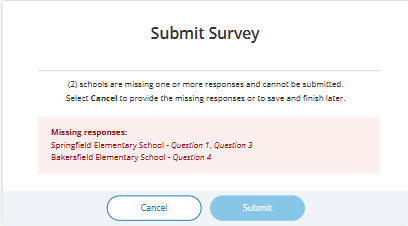 Submit Survey
(2) schools are missing one or more responses and cannot be submitted.
Select Cancel to provide the missing responses or to save and finish later.
Missing responses:
Springfield Elementary School - Question 1, Question 3
Bakersfield Elementary School - Question 4
Cancel Submit